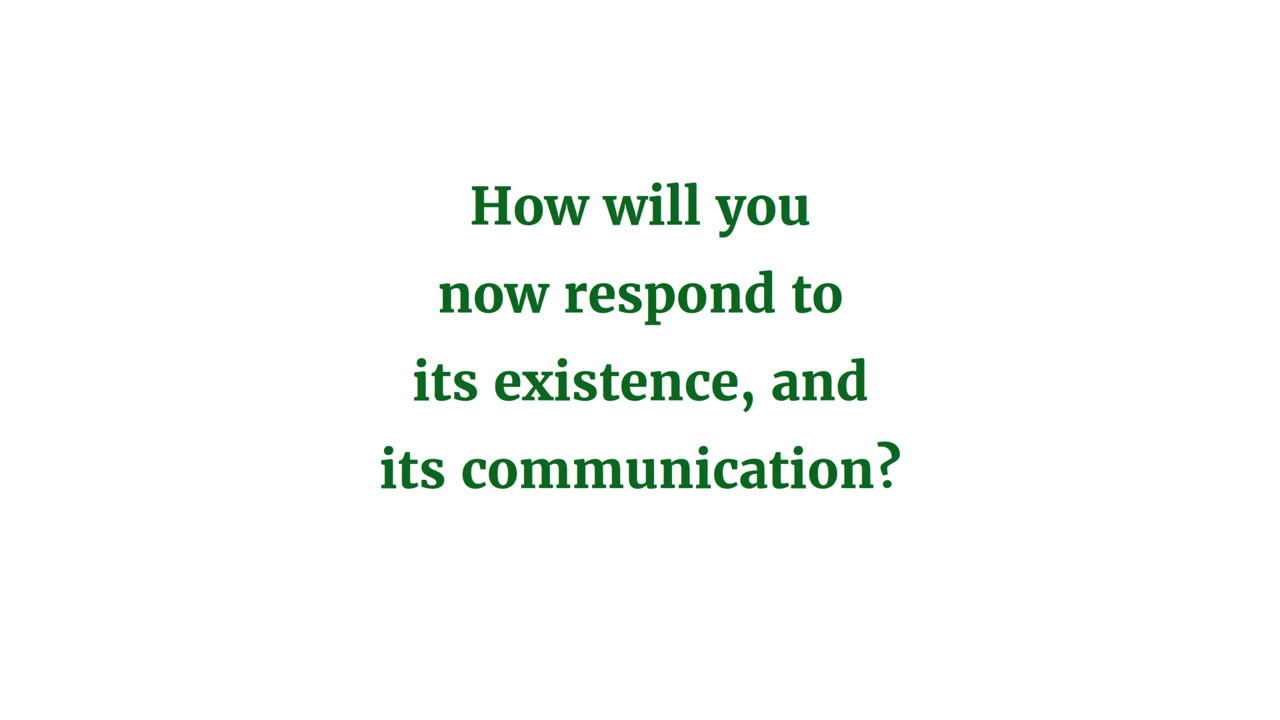 How will you
now respond to
its existence, and
its communication?